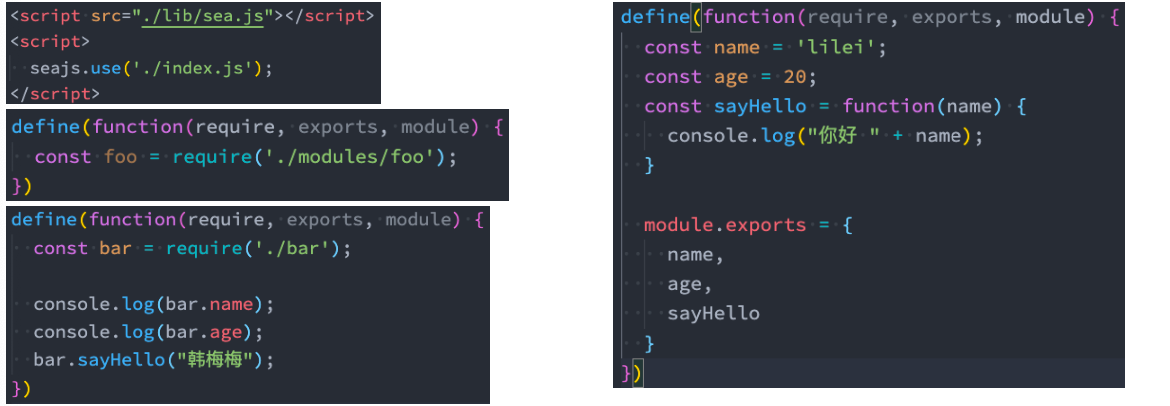 <script src="./lib/sea.js"></script>
<script>
  seajs.use('./index.js');
</script>
define(function(require, exports, module) {
  const foo = require('./modules/foo');
})
define(function(require, exports, module) {
  const bar = require('./bar');
  console.log(bar.name);
  console.log(bar.age);
  bar.sayHello("韩梅梅");
})
define(function(require, exports, module) {
  const name = 'lilei';
  const age = 20;
  const sayHello = function(name) {
    console.log("你好 " + name);
  }
  module.exports = {
    name,
    age,
    sayHello
  }
})